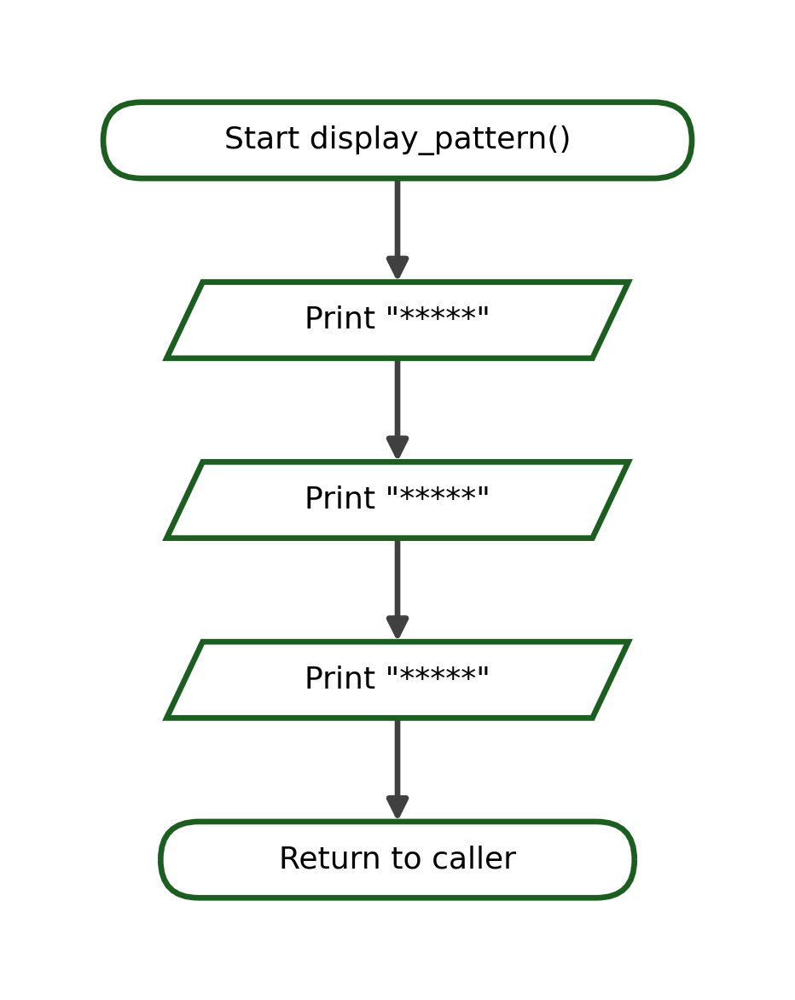 Start display_pattern()
Print "*****"
Print "*****"
Print "*****"
Return to caller